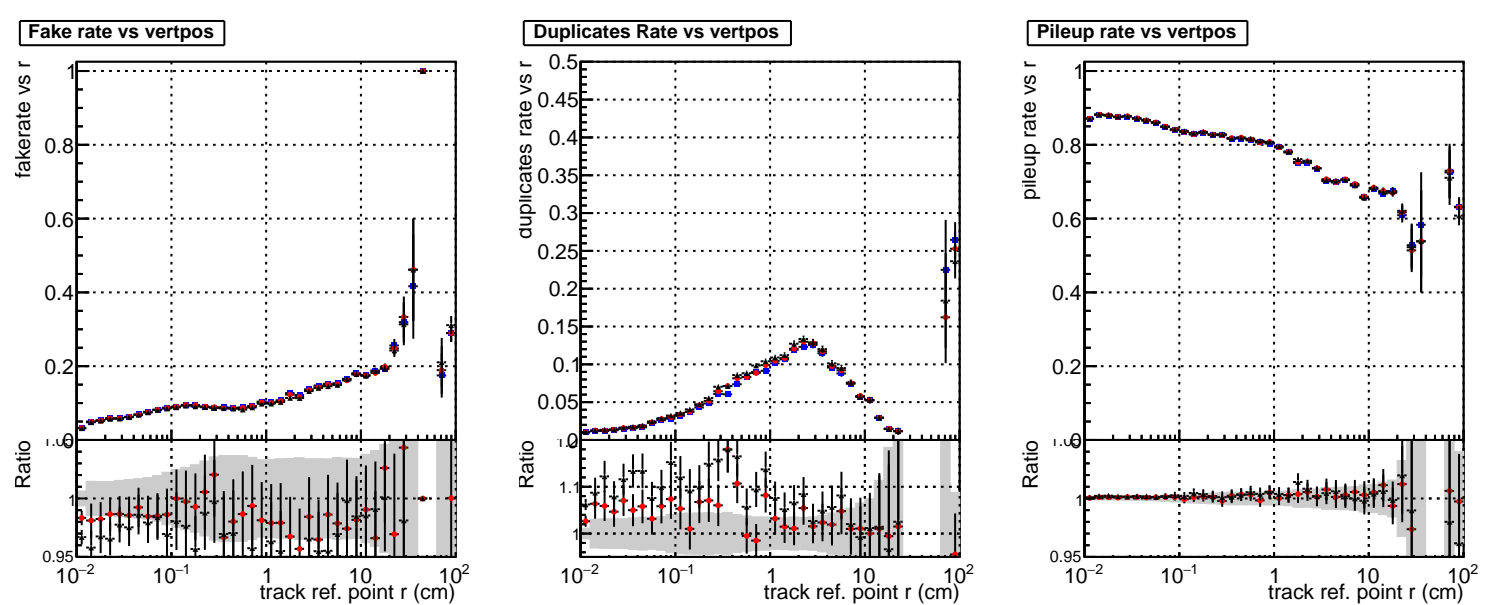 Fake rate vs vertpos
fakerate vs r
1
0.8
0.6
0.4
0.2
0
Ratio
1
0.95
10⁻² 10⁻¹ 1 10 10²
track ref. point r (cm)
Duplicates Rate vs vertpos
duplicates rate vs r
0.5
0.45
0.4
0.35
0.3
0.25
0.2
0.15
0.1
0.05
0
Ratio
1.1
1
10⁻² 10⁻¹ 1 10 10²
track ref. point r (cm)
Pileup rate vs vertpos
pileup rate vs r
1
0.8
0.6
0.4
0.2
0
Ratio
1
0.95
10⁻² 10⁻¹ 1 10 10²
track ref. point r (cm)